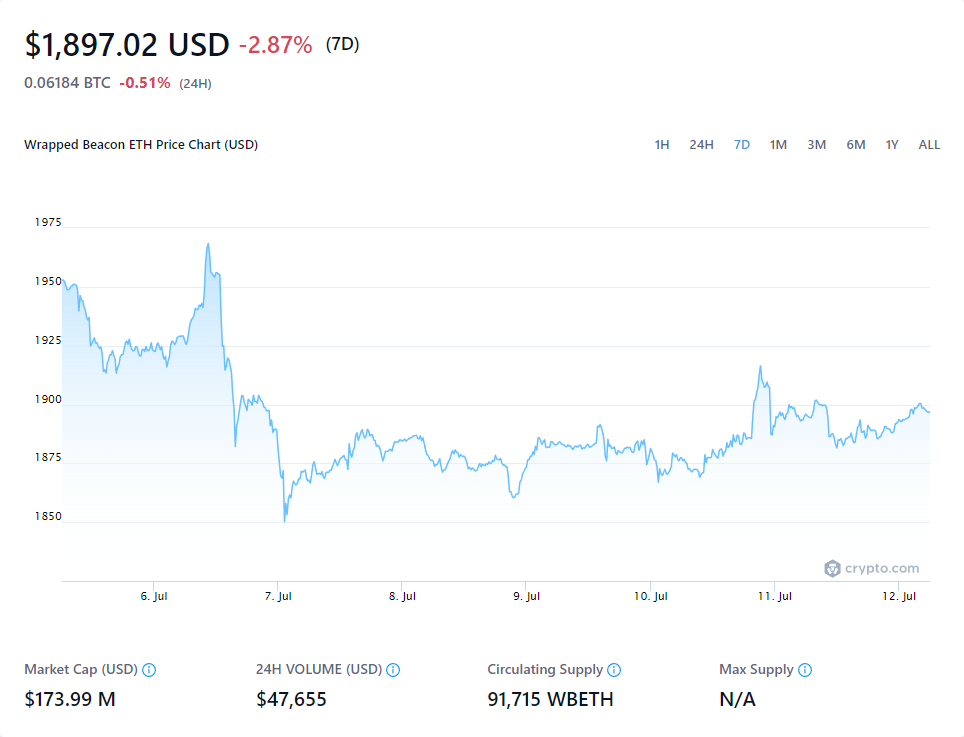 $1,897.02 USD -2.87% (7D)
0.06184 BTC -0.51% (24H)
Wrapped Beacon ETH Price Chart (USD)
1H 24H 7D 1M 3M 6M 1Y ALL
1975
1950
1925
1900
1875
1850
crypto.com
6. Jul 7. Jul 8. Jul 9. Jul 10. Jul 11. Jul 12. Jul
Market Cap (USD) 24H VOLUME (USD) Circulating Supply Max Supply
$173.99 M $47,655 91,715 WBETH N/A